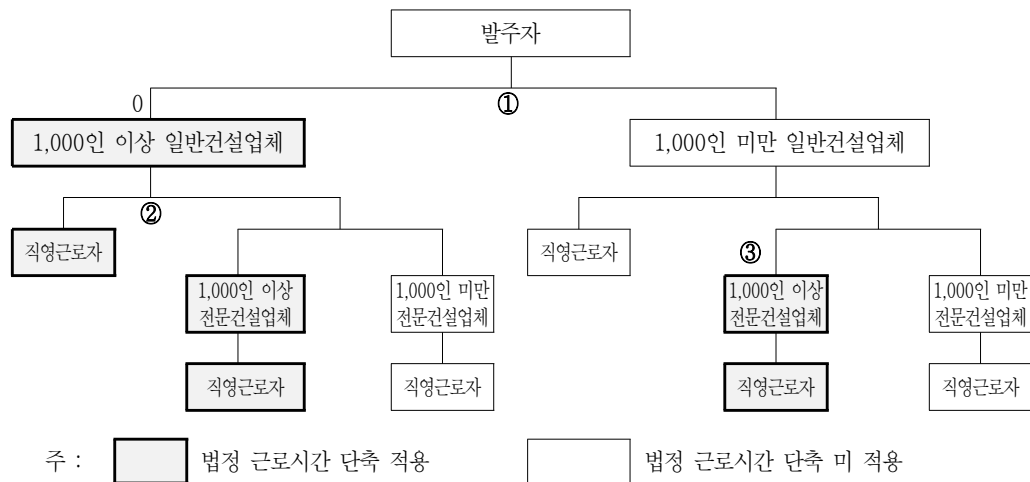 발주자
0
①
1,000인 이상 일반건설업체
1,000인 미만 일반건설업체
②
직영근로자
직영근로자
③
1,000인 이상
전문건설업체
1,000인 미만
전문건설업체
1,000인 이상
전문건설업체
1,000인 미만
전문건설업체
직영근로자
직영근로자
직영근로자
직영근로자
주 :
법정 근로시간 단축 적용
법정 근로시간 단축 미 적용